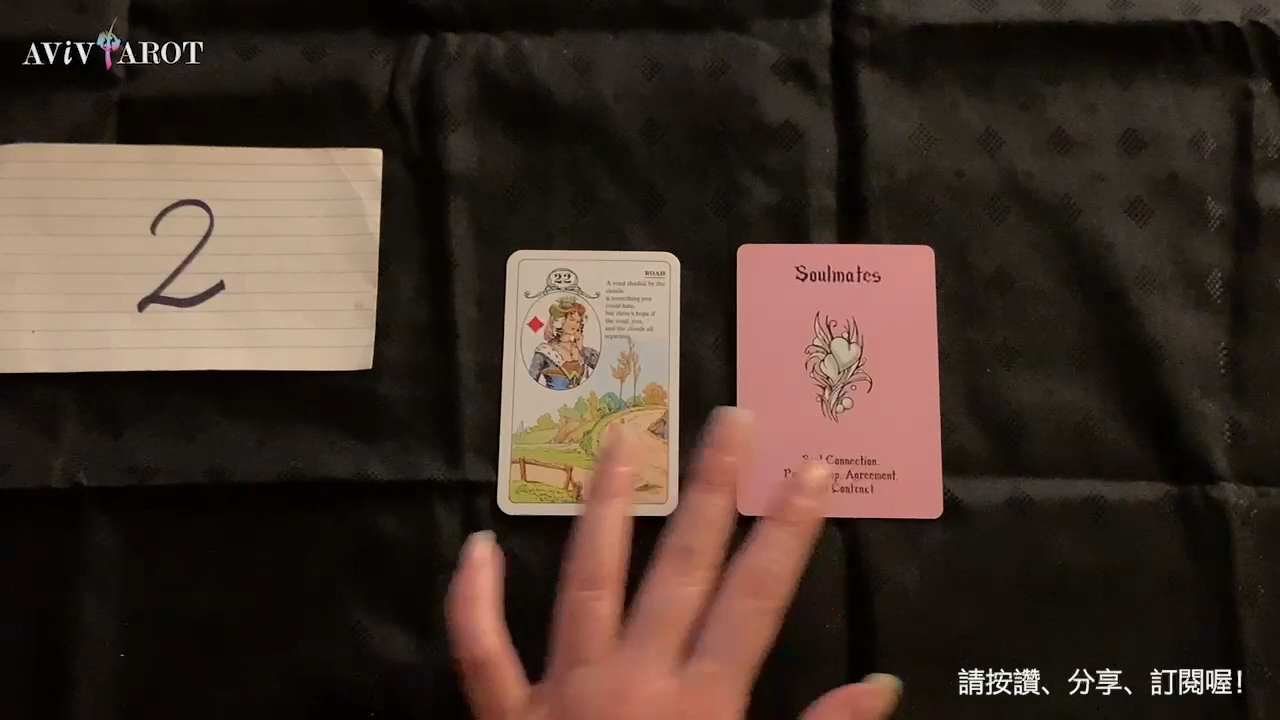 AViV TAROT
2
22
ROAD
A road shaded by the
clouds
is something you
could hate,
but there's hope if
the road, you,
and the clouds all
separate.
Soulmates
Connection.
Agreement.
Contract
請按讚、分享、訂閱喔!